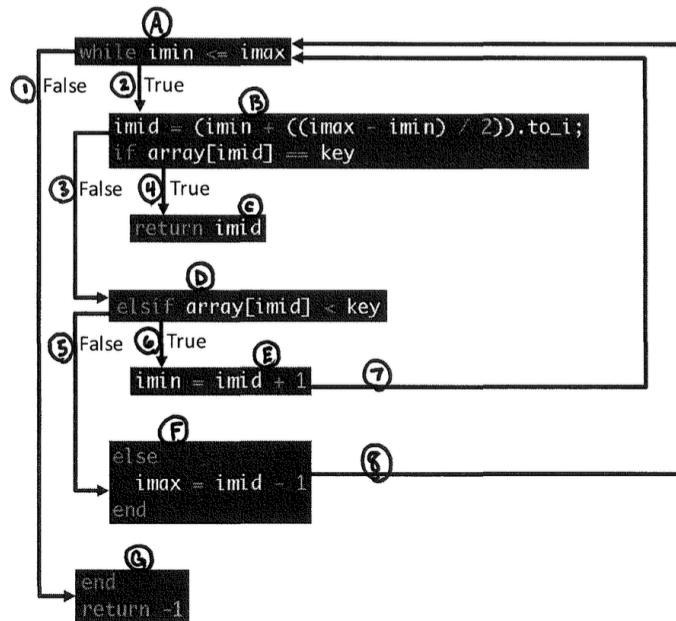 A
while imin <= imax
1 False
2 True
B
imid = (imin + ((imax - imin) / 2)).to_i;
if array[imid] == key
3 False
4 True
C
return imid
D
elsif array[imid] < key
5 False
6 True
E
imin = imid + 1
7
F
else
imax = imid - 1
end
8
G
end
return -1